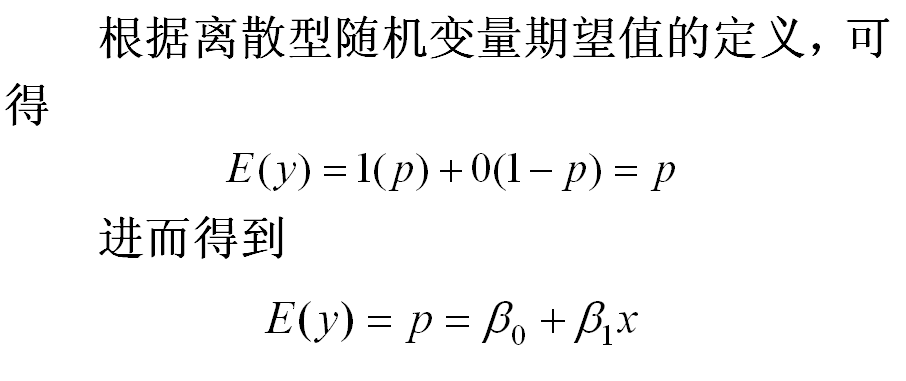 根据离散型随机变量期望值的定义，可
得
E(y) = 1(p) + 0(1 − p) = p
进而得到
E(y) = p = β₀ + β₁x